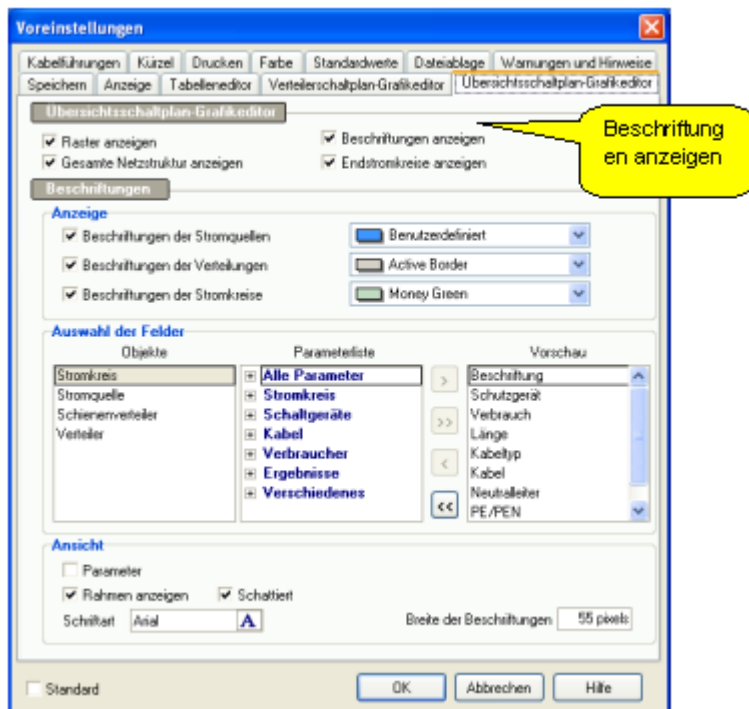 Voreinstellungen
Kabelführungen Kürzel Drucken Farbe Standardwerte Dateiablage Warnungen und Hinweise
Speichern Anzeige Tabelleneditor Verteilerschaltplan-Grafikeditor Übersichtsschaltplan-Grafikeditor
Übersichtsschaltplan-Grafikeditor
Raster anzeigen Beschriftungen anzeigen
Gesamte Netzstruktur anzeigen Endstromkreise anzeigen
Beschriftung
en anzeigen
Beschriftungen
Anzeige
Beschriftungen der Stromquellen Benutzerdefiniert
Beschriftungen der Verteilungen Active Border
Beschriftungen der Stromkreise Money Green
Auswahl der Felder
Objekte Parameterliste Vorschau
Stromkreis Alle Parameter > Beschriftung
Stromquelle Stromkreis Schutzgerät
Schienenverteiler Schaltgeräte >> Verbrauch
Verteiler Kabel Länge
Verbraucher < Kabeltyp
Ergebnisse Kabel
Verschiedenes << Neutralleiter
PE/PEN
Ansicht
Parameter
Rahmen anzeigen Schattiert
Schriftart Arial A Breite der Beschriftungen 55 pixels
Standard OK Abbrechen Hilfe